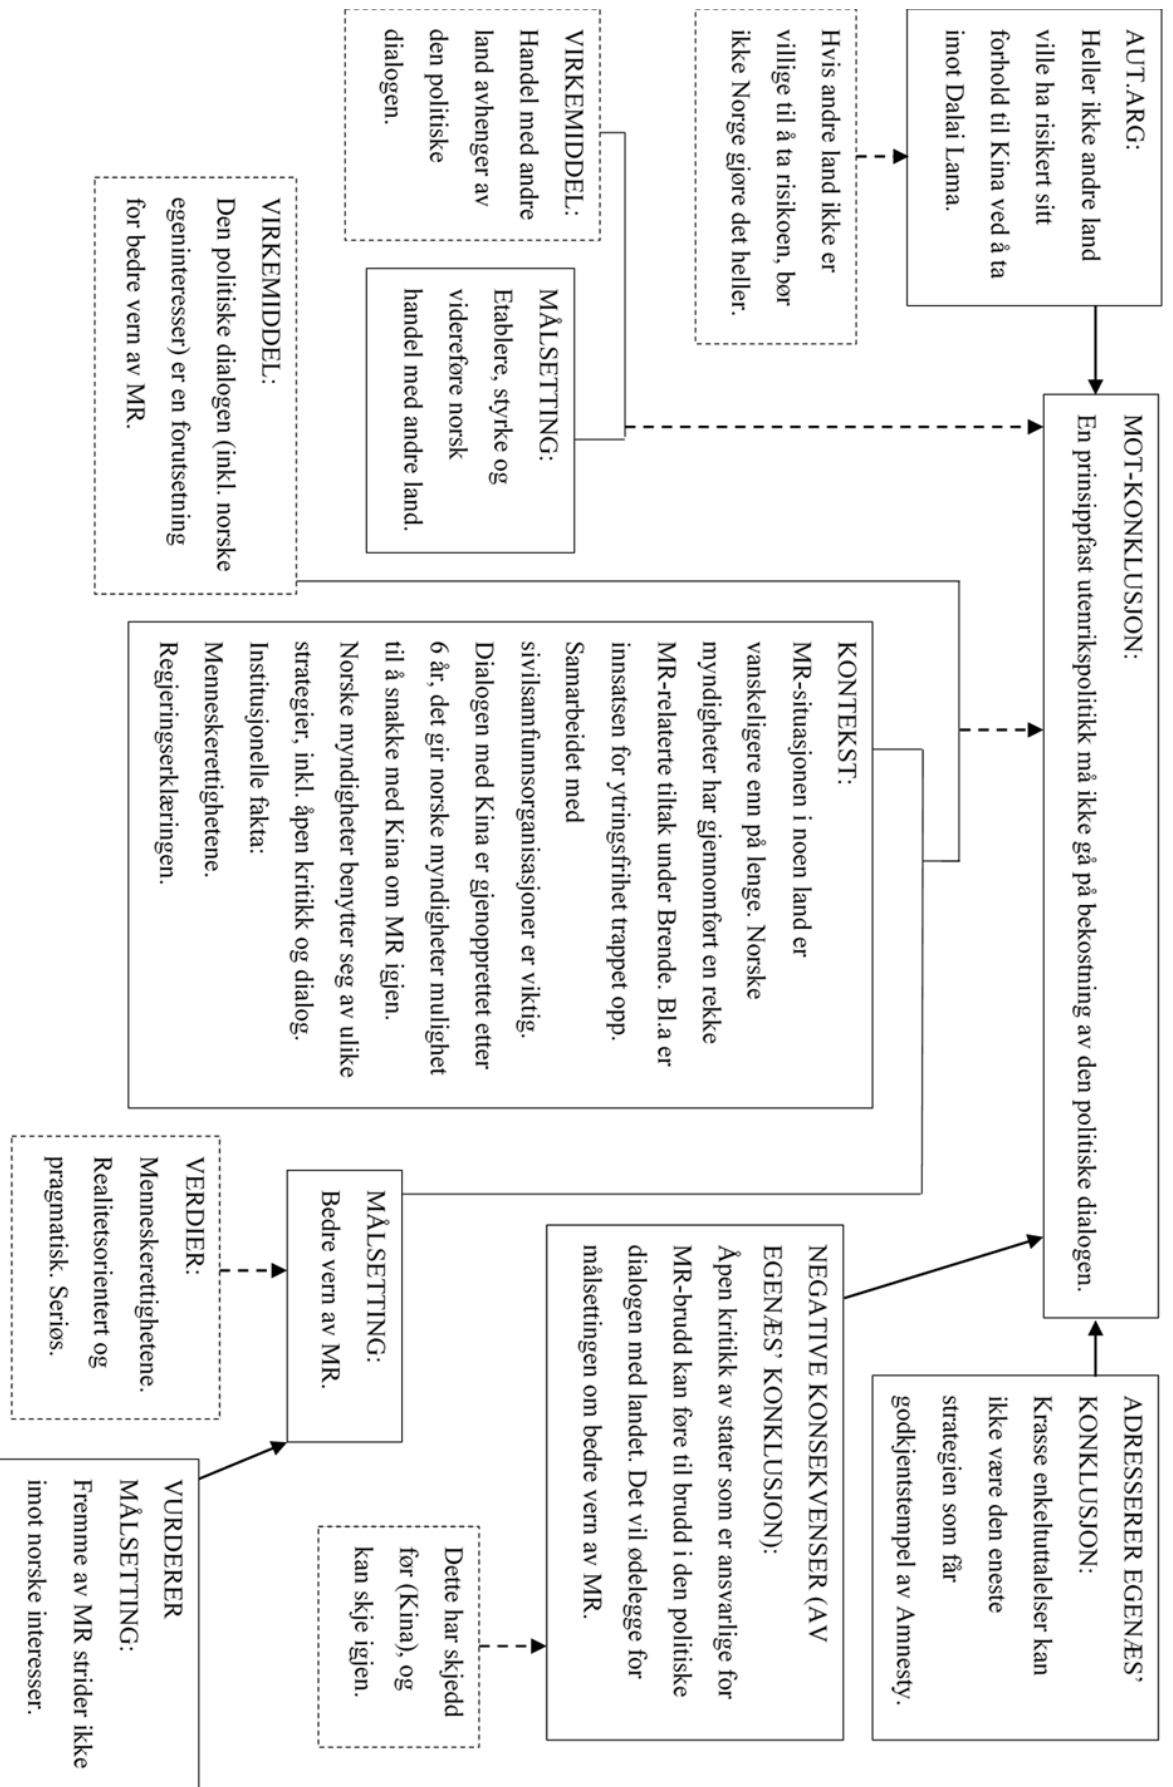 AUT.ARG:
Heller ikke andre land
ville ha risikert sitt
forhold til Kina ved å ta
imot Dalai Lama.
Hvis andre land ikke er
villige til å ta risikoen, bør
ikke Norge gjøre det heller.
VIRKEMIDDEL:
Handel med andre
land avhenger av
den politiske
dialogen.
MÅLSETTING:
Etablere, styrke og
videreføre norsk
handel med andre land.
VIRKEMIDDEL:
Den politiske dialogen (inkl. norske
egeninteresser) er en forutsetning
for bedre vern av MR.
MOT-KONKLUSJON:
En prinsippfast utenrikspolitikk må ikke gå på bekostning av den politiske dialogen.
KONTEKST:
MR-situasjonen i noen land er
vanskeligere enn på lenge. Norske
myndigheter har gjennomført en rekke
MR-relaterte tiltak under Brende. Bl.a er
innsatsen for ytringsfrihet trappet opp.
Samarbeidet med
sivilsamfunnsorganisasjoner er viktig.
Dialogen med Kina er gjenopprettet etter
6 år, det gir norske myndigheter mulighet
til å snakke med Kina om MR igjen.
Norske myndigheter benytter seg av ulike
strategier, inkl. åpen kritikk og dialog.
Institusjonelle fakta:
Menneskerettighetene.
Regjeringserklæringen.
ADRESSERER EGENÆS’
KONKLUSJON:
Krasse enkeltuttalelser kan
ikke være den eneste
strategien som får
godkjentstempel av Amnesty.
NEGATIVE KONSEKVENSER (AV
EGENÆS’ KONKLUSJON):
Åpen kritikk av stater som er ansvarlige for
MR-brudd kan føre til brudd i den politiske
dialogen med landet. Det vil ødelegge for
målsettingen om bedre vern av MR.
Dette har skjedd
før (Kina), og
kan skje igjen.
MÅLSETTING:
Bedre vern av MR.
VERDIER:
Menneskerettighetene.
Realitetsorientert og
pragmatisk. Seriøs.
VURDERER
MÅLSETTING:
Fremme av MR strider ikke
imot norske interesser.